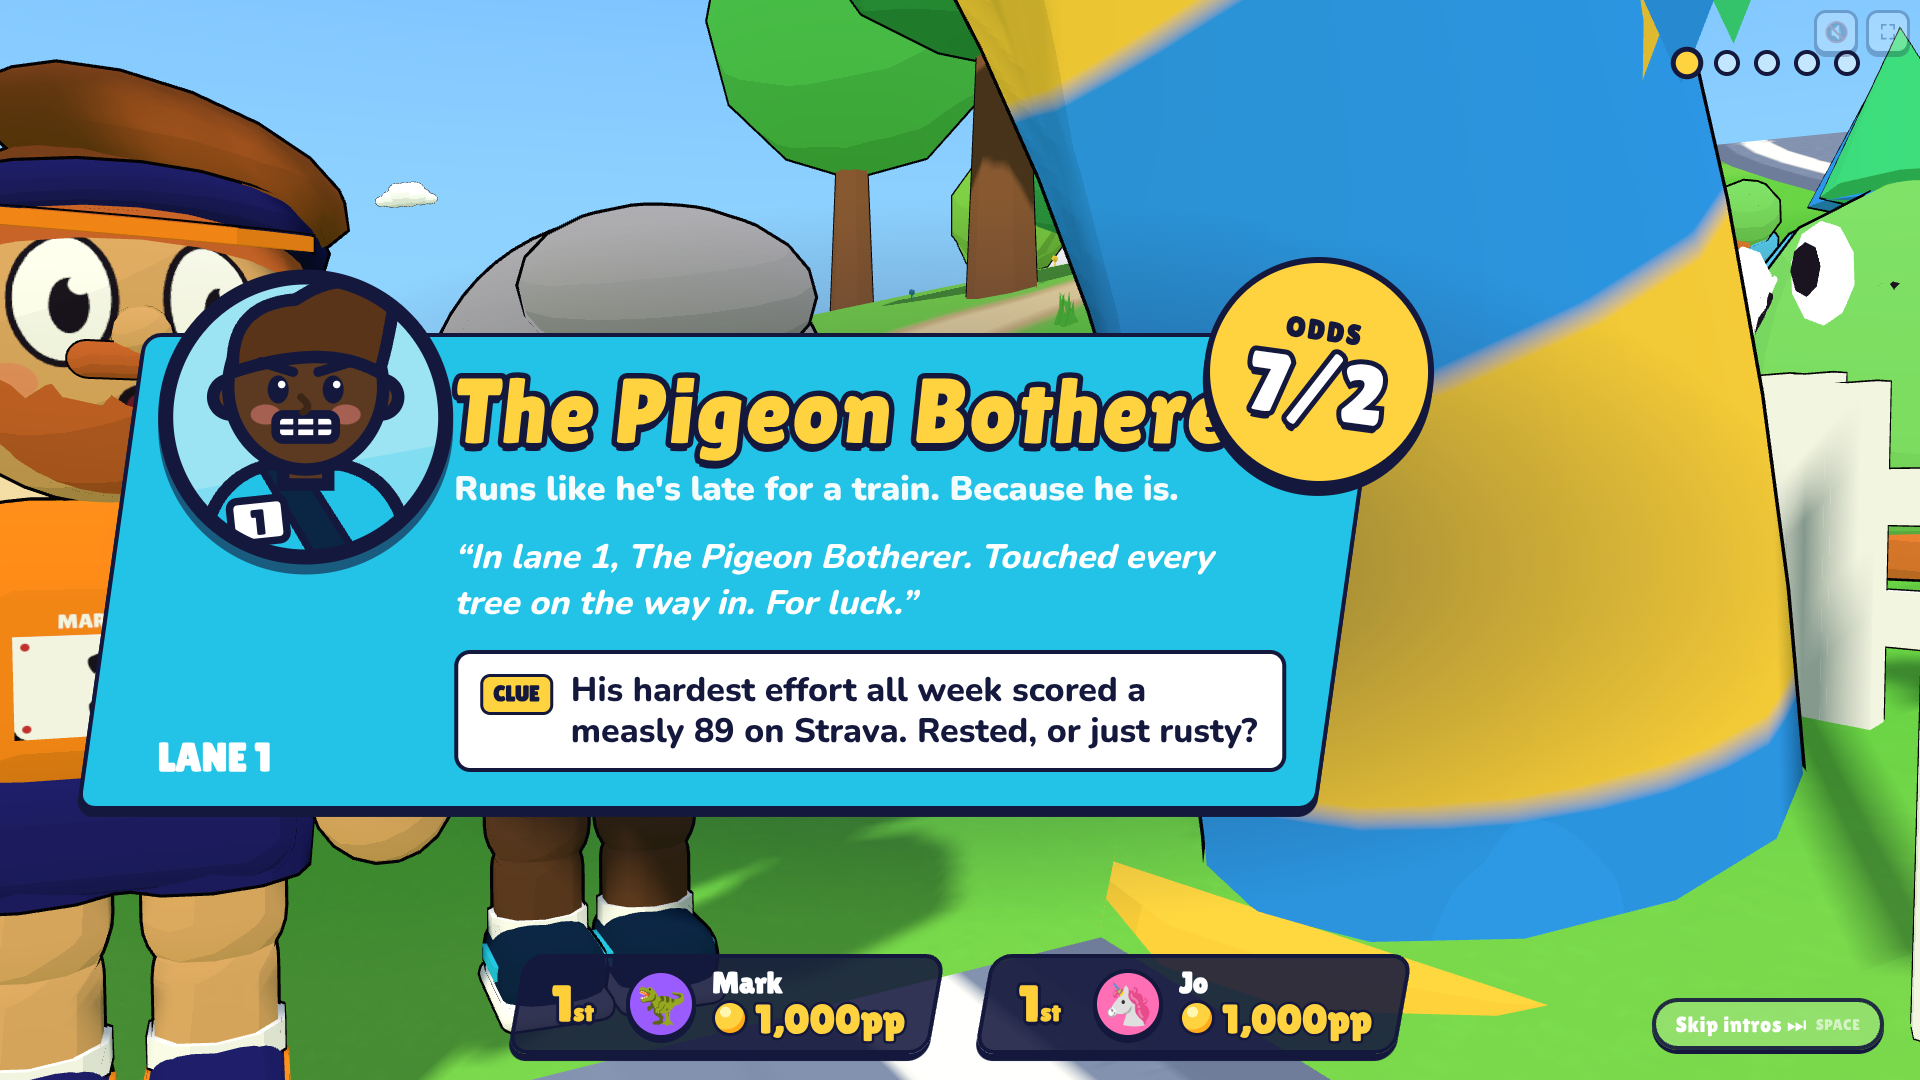 ODDS
7/2
The Pigeon Bothere
Runs like he's late for a train. Because he is.
“In lane 1, The Pigeon Botherer. Touched every
tree on the way in. For luck.”
CLUE
His hardest effort all week scored a
measly 89 on Strava. Rested, or just rusty?
1
LANE 1
MAR
1st
Mark
1,000pp
1st
Jo
1,000pp
Skip intros
SPACE